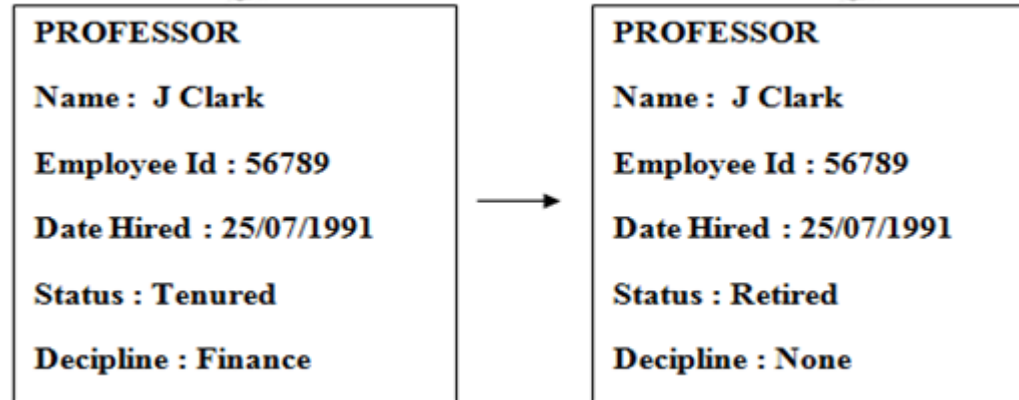 PROFESSOR
Name : J Clark
Employee Id : 56789
Date Hired : 25/07/1991
Status : Tenured
Decipline : Finance
PROFESSOR
Name : J Clark
Employee Id : 56789
Date Hired : 25/07/1991
Status : Retired
Decipline : None